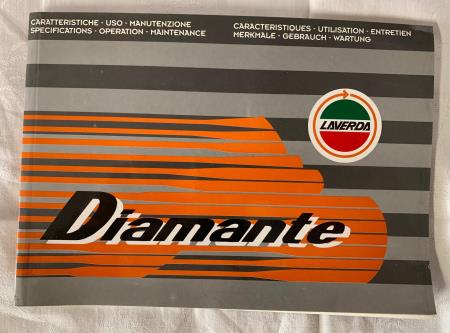 CARATTERISTICHE · USO · MANUTENZIONE
SPECIFICATIONS · OPERATION · MAINTENANCE
CARACTERISTIQUES · UTILISATION · ENTRETIEN
MERKMALE · GEBRAUCH · WARTUNG
LAVERDA
Diamante